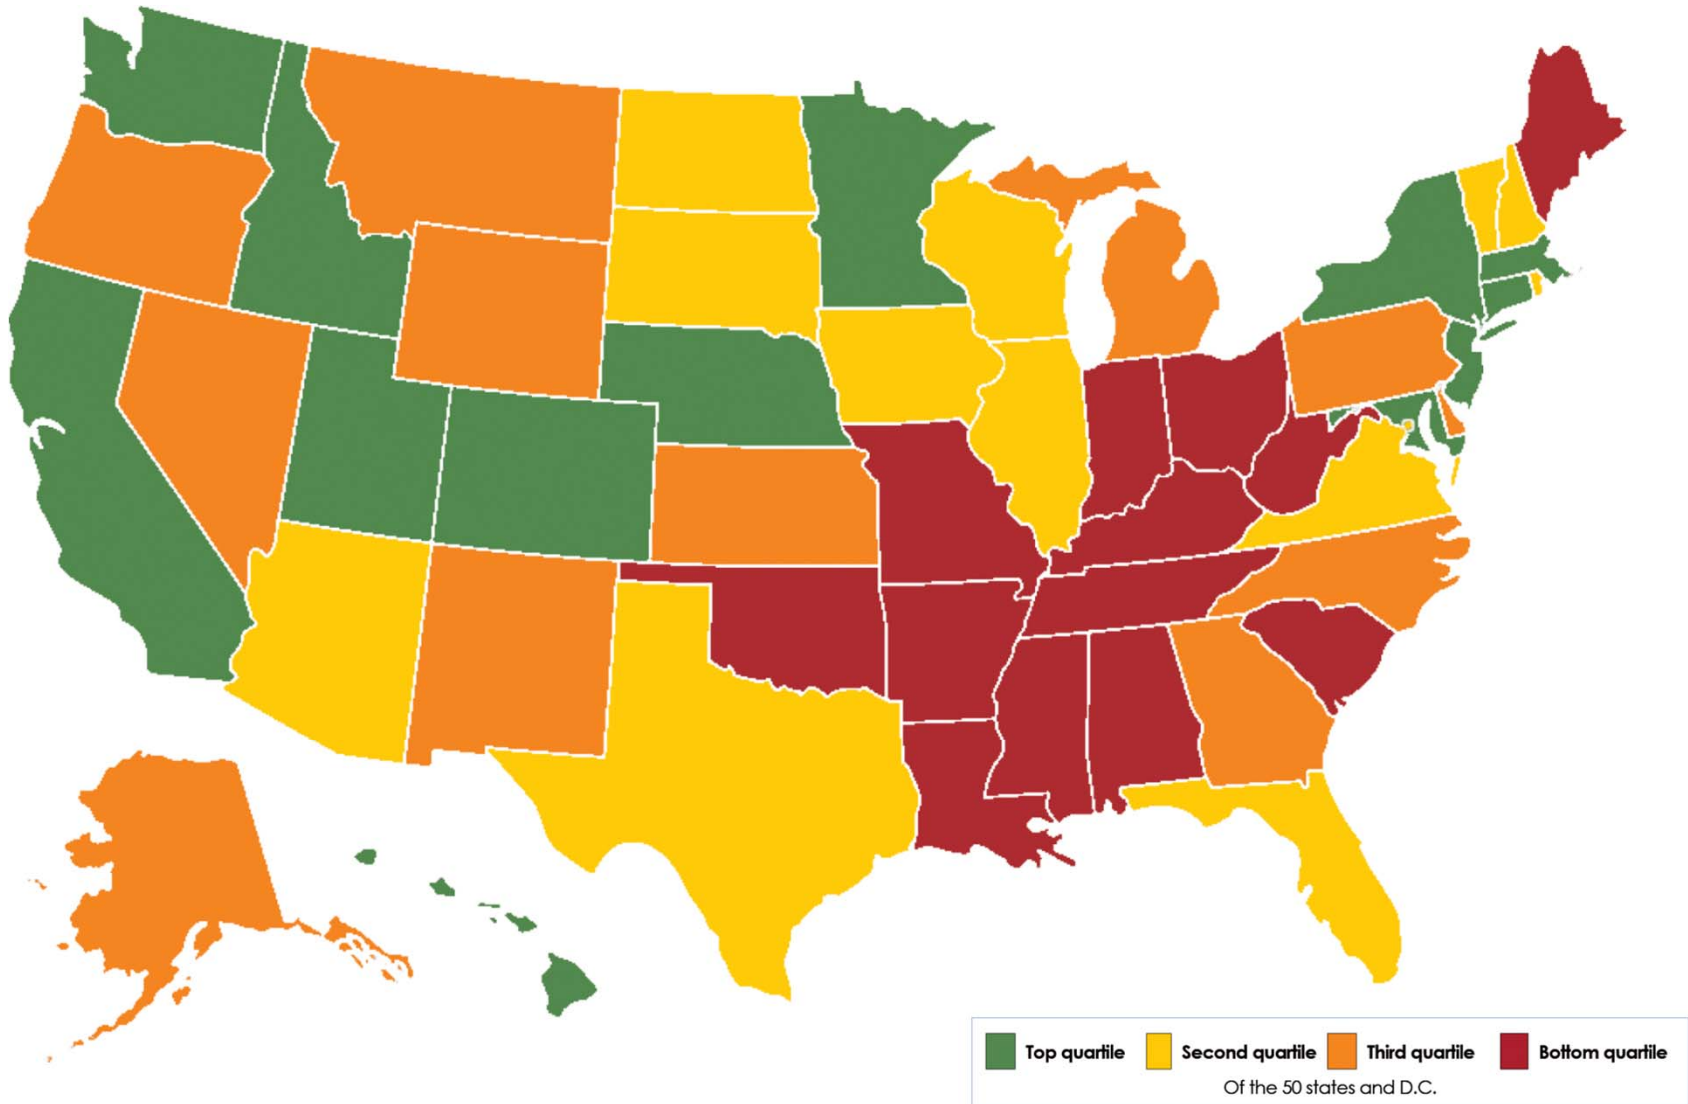 Top quartile Second quartile Third quartile Bottom quartile
Of the 50 states and D.C.